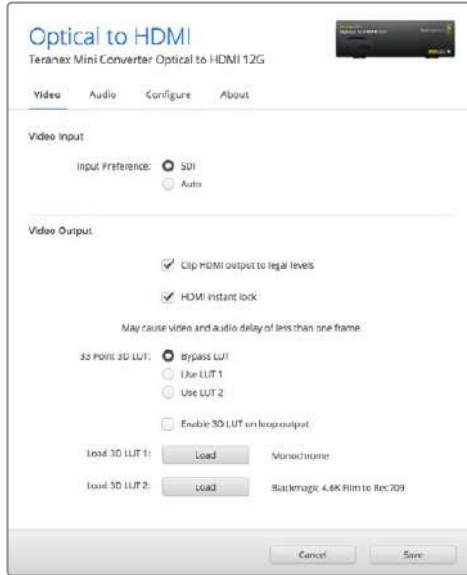 Optical to HDMI
Teranex Mini Converter Optical to HDMI 12G
Video Audio Configure About
Video Input
Input Preference: SDI
Auto
Video Output
Clip HDMI output to legal levels
HDMI instant lock
May cause video and audio delay of less than one frame.
33 Point 3D LUT: Bypass LUT
Use LUT 1
Use LUT 2
Enable 3D LUT on loop output
Load 3D LUT 1: Load Monochrome
Load 3D LUT 2: Load Blackmagic 4.6K Film to Rec709
Cancel Save